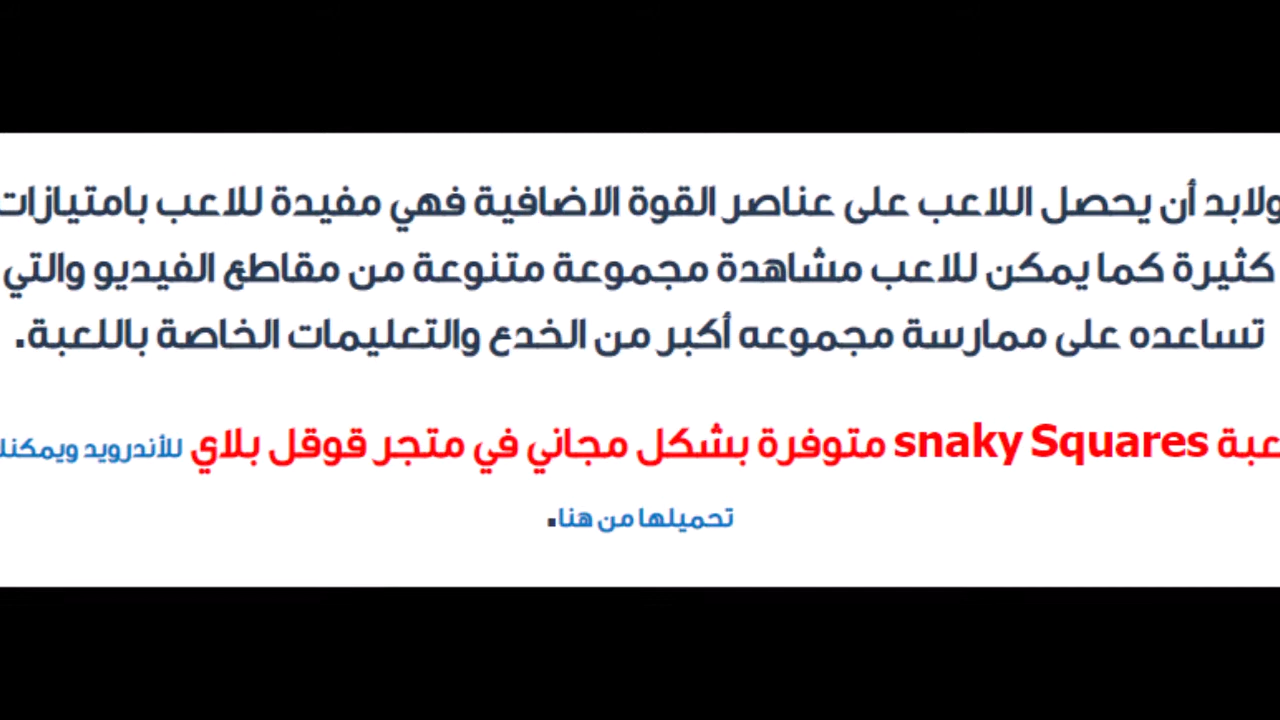 ولابد أن يحصل اللاعب على عناصر القوة الاضافية فهي مفيدة للاعب بامتيازات
كثيرة كما يمكن للاعب مشاهدة مجموعة متنوعة من مقاطع الفيديو والتي
تساعده على ممارسة مجموعه أكبر من الخدع والتعليمات الخاصة باللعبة.
عبة snaky Squares متوفرة بشكل مجاني في متجر قوقل بلاي للأندرويد ويمكنك
تحميلها من هنا.